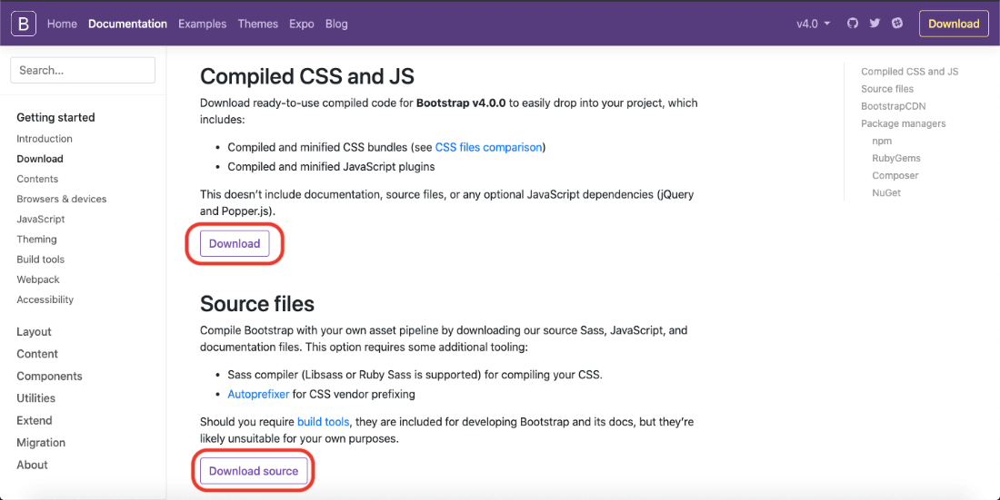 B Home Documentation Examples Themes Expo Blog v4.0 Download
Search...
Getting started
Introduction
Download
Contents
Browsers & devices
JavaScript
Theming
Build tools
Webpack
Accessibility
Layout
Content
Components
Utilities
Extend
Migration
About
Compiled CSS and JS
Download ready-to-use compiled code for Bootstrap v4.0.0 to easily drop into your project, which
includes:
• Compiled and minified CSS bundles (see CSS files comparison)
• Compiled and minified JavaScript plugins
This doesn’t include documentation, source files, or any optional JavaScript dependencies (jQuery
and Popper.js).
Download
Source files
Compile Bootstrap with your own asset pipeline by downloading our source Sass, JavaScript, and
documentation files. This option requires some additional tooling:
• Sass compiler (Libsass or Ruby Sass is supported) for compiling your CSS.
• Autoprefixer for CSS vendor prefixing
Should you require build tools, they are included for developing Bootstrap and its docs, but they’re
likely unsuitable for your own purposes.
Download source
Compiled CSS and JS
Source files
BootstrapCDN
Package managers
npm
RubyGems
Composer
NuGet